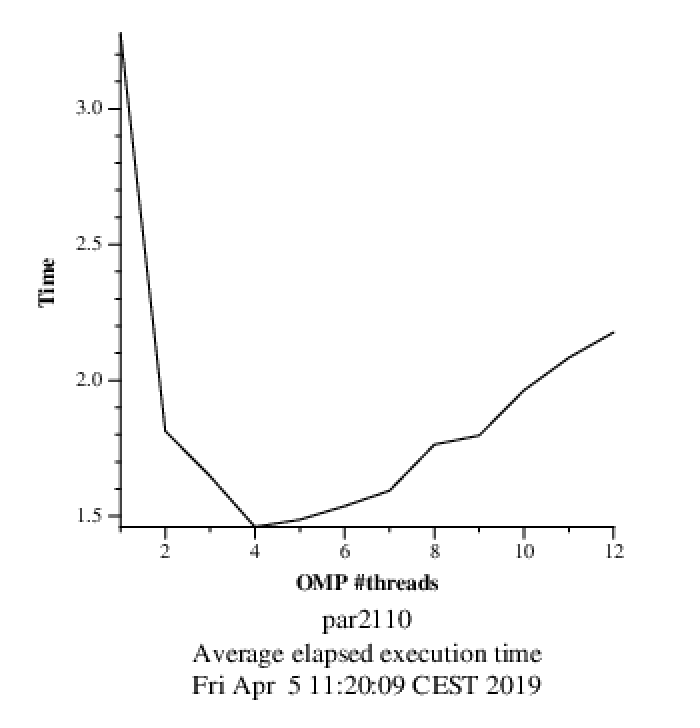 3.0
2.5
Time
2.0
1.5
2 4 6 8 10 12
OMP #threads
par2110
Average elapsed execution time
Fri Apr  5 11:20:09 CEST 2019